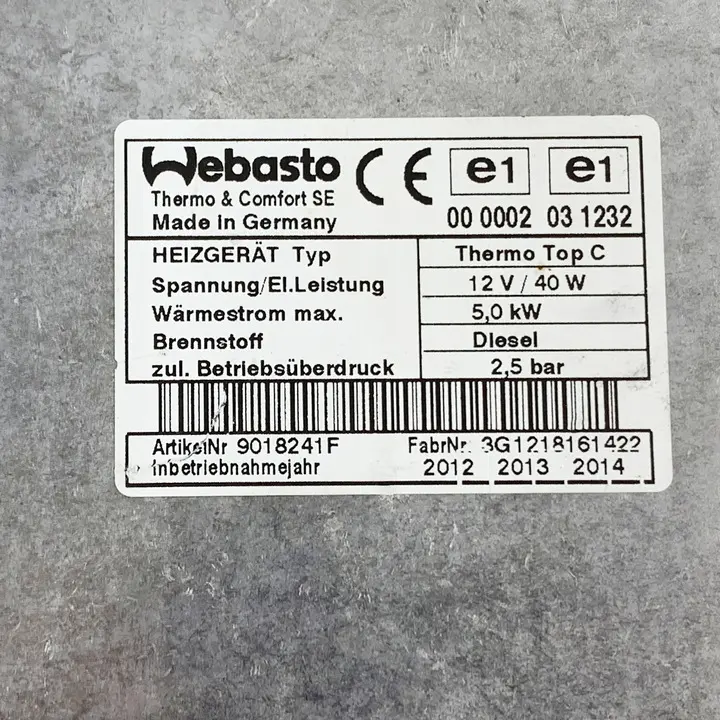 Webasto
Thermo & Comfort SE
Made in Germany
CE
e1 e1
00 0002 03 1232
HEIZGERÄT Typ Thermo Top C
Spannung/El.Leistung 12 V / 40 W
Wärmestrom max. 5,0 kW
Brennstoff Diesel
zul. Betriebsüberdruck 2,5 bar
ArtikelNr 9018241F FabrNr. 3G1218161422
Inbetriebnahmejahr 2012 2013 2014